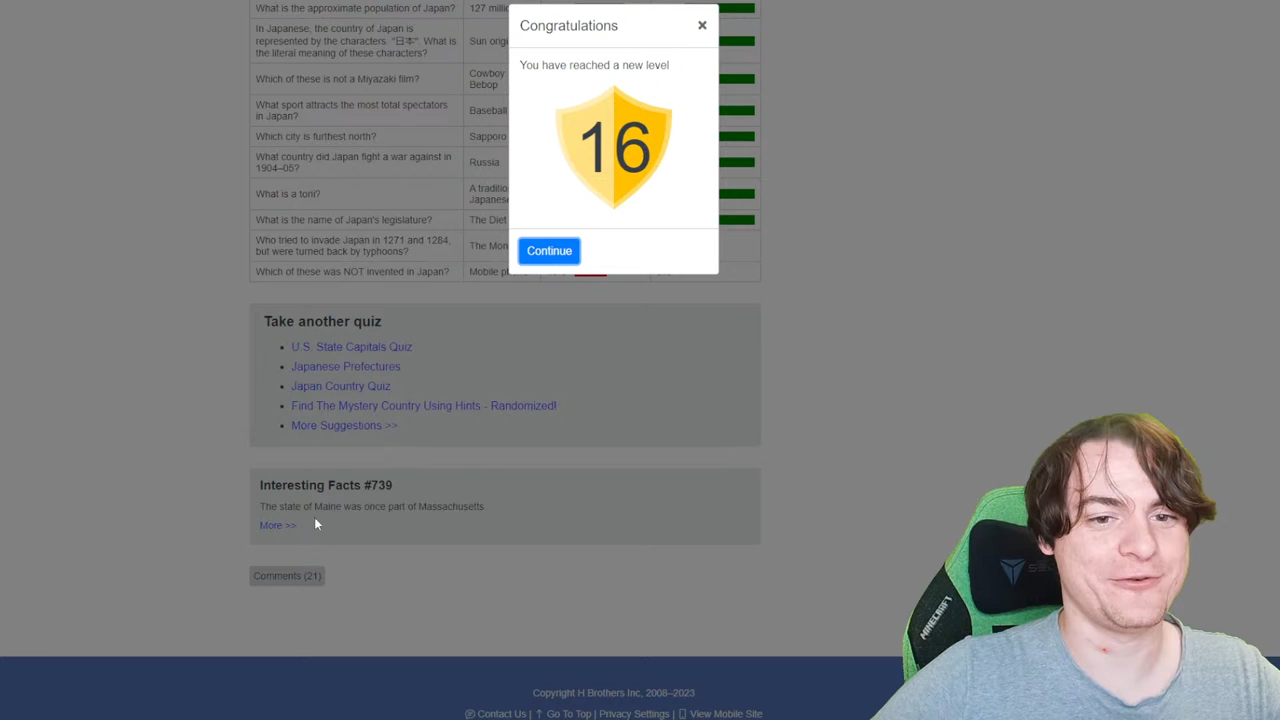 Congratulations
×
You have reached a new level
16
Continue
What is the approximate population of Japan? 127
In Japanese, the country of Japan is
represented by the characters. "日本". What is
the literal meaning of these characters? Sun
Which of these is not a Miyazaki film? Cowboy
Bebop
What sport attracts the most total spectators
in Japan? Baseball
Which city is furthest north? Sapporo
What country did Japan fight a war against in
1904–05? Russia
What is a torii?
Who tried to invade Japan in 1271 and 1284,
but were turned back by typhoons? The
What is the name of Japan's legislature? The Diet
Which of these was NOT invented in Japan? Mobile
Take another quiz
U.S. State Capitals Quiz
Japanese Prefectures
Japan Country Quiz
Find The Mystery Country Using Hints - Randomized!
More Suggestions >>
Interesting Facts #739
The state of Maine was once part of Massachusetts.
More >>
Comments (21)
MINECRAFT
Copyright H Brothers Inc, 2008–2023
Contact Us | Go To Top | Privacy Settings | View Mobile Site